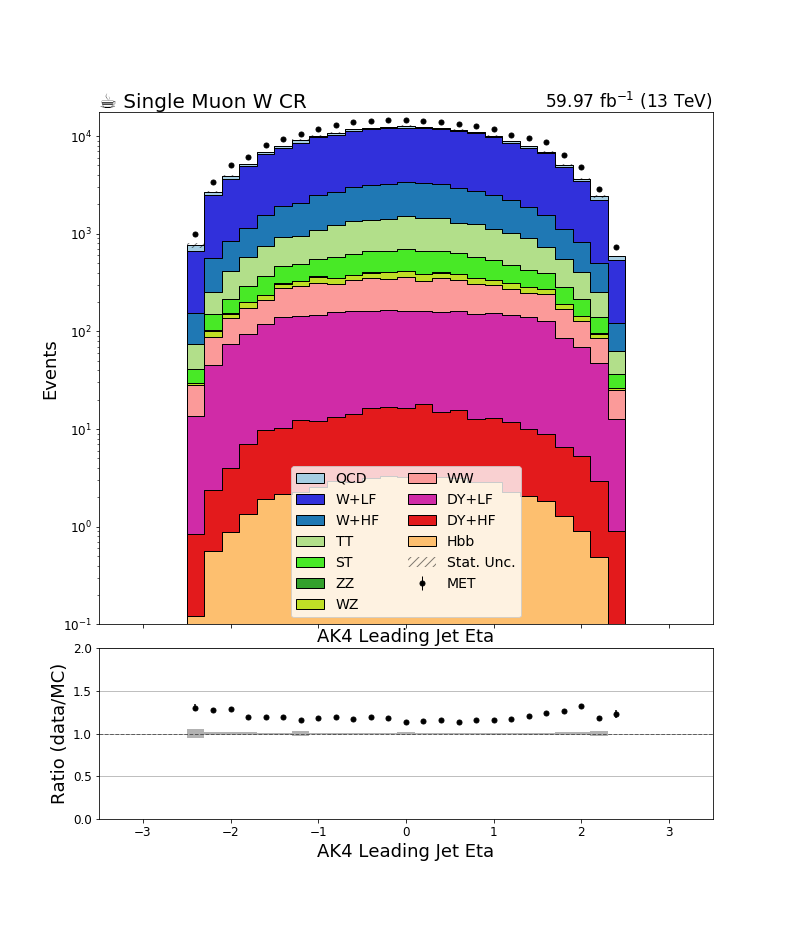 ☕ Single Muon W CR
59.97 fb⁻¹ (13 TeV)
Events
10⁴
10³
10²
10¹
10⁰
10⁻¹
QCD WW
W+LF DY+LF
W+HF DY+HF
TT Hbb
ST Stat. Unc.
ZZ MET
WZ
AK4 Leading Jet Eta
Ratio (data/MC)
2.0
1.5
1.0
0.5
0.0
−3 −2 −1 0 1 2 3
AK4 Leading Jet Eta